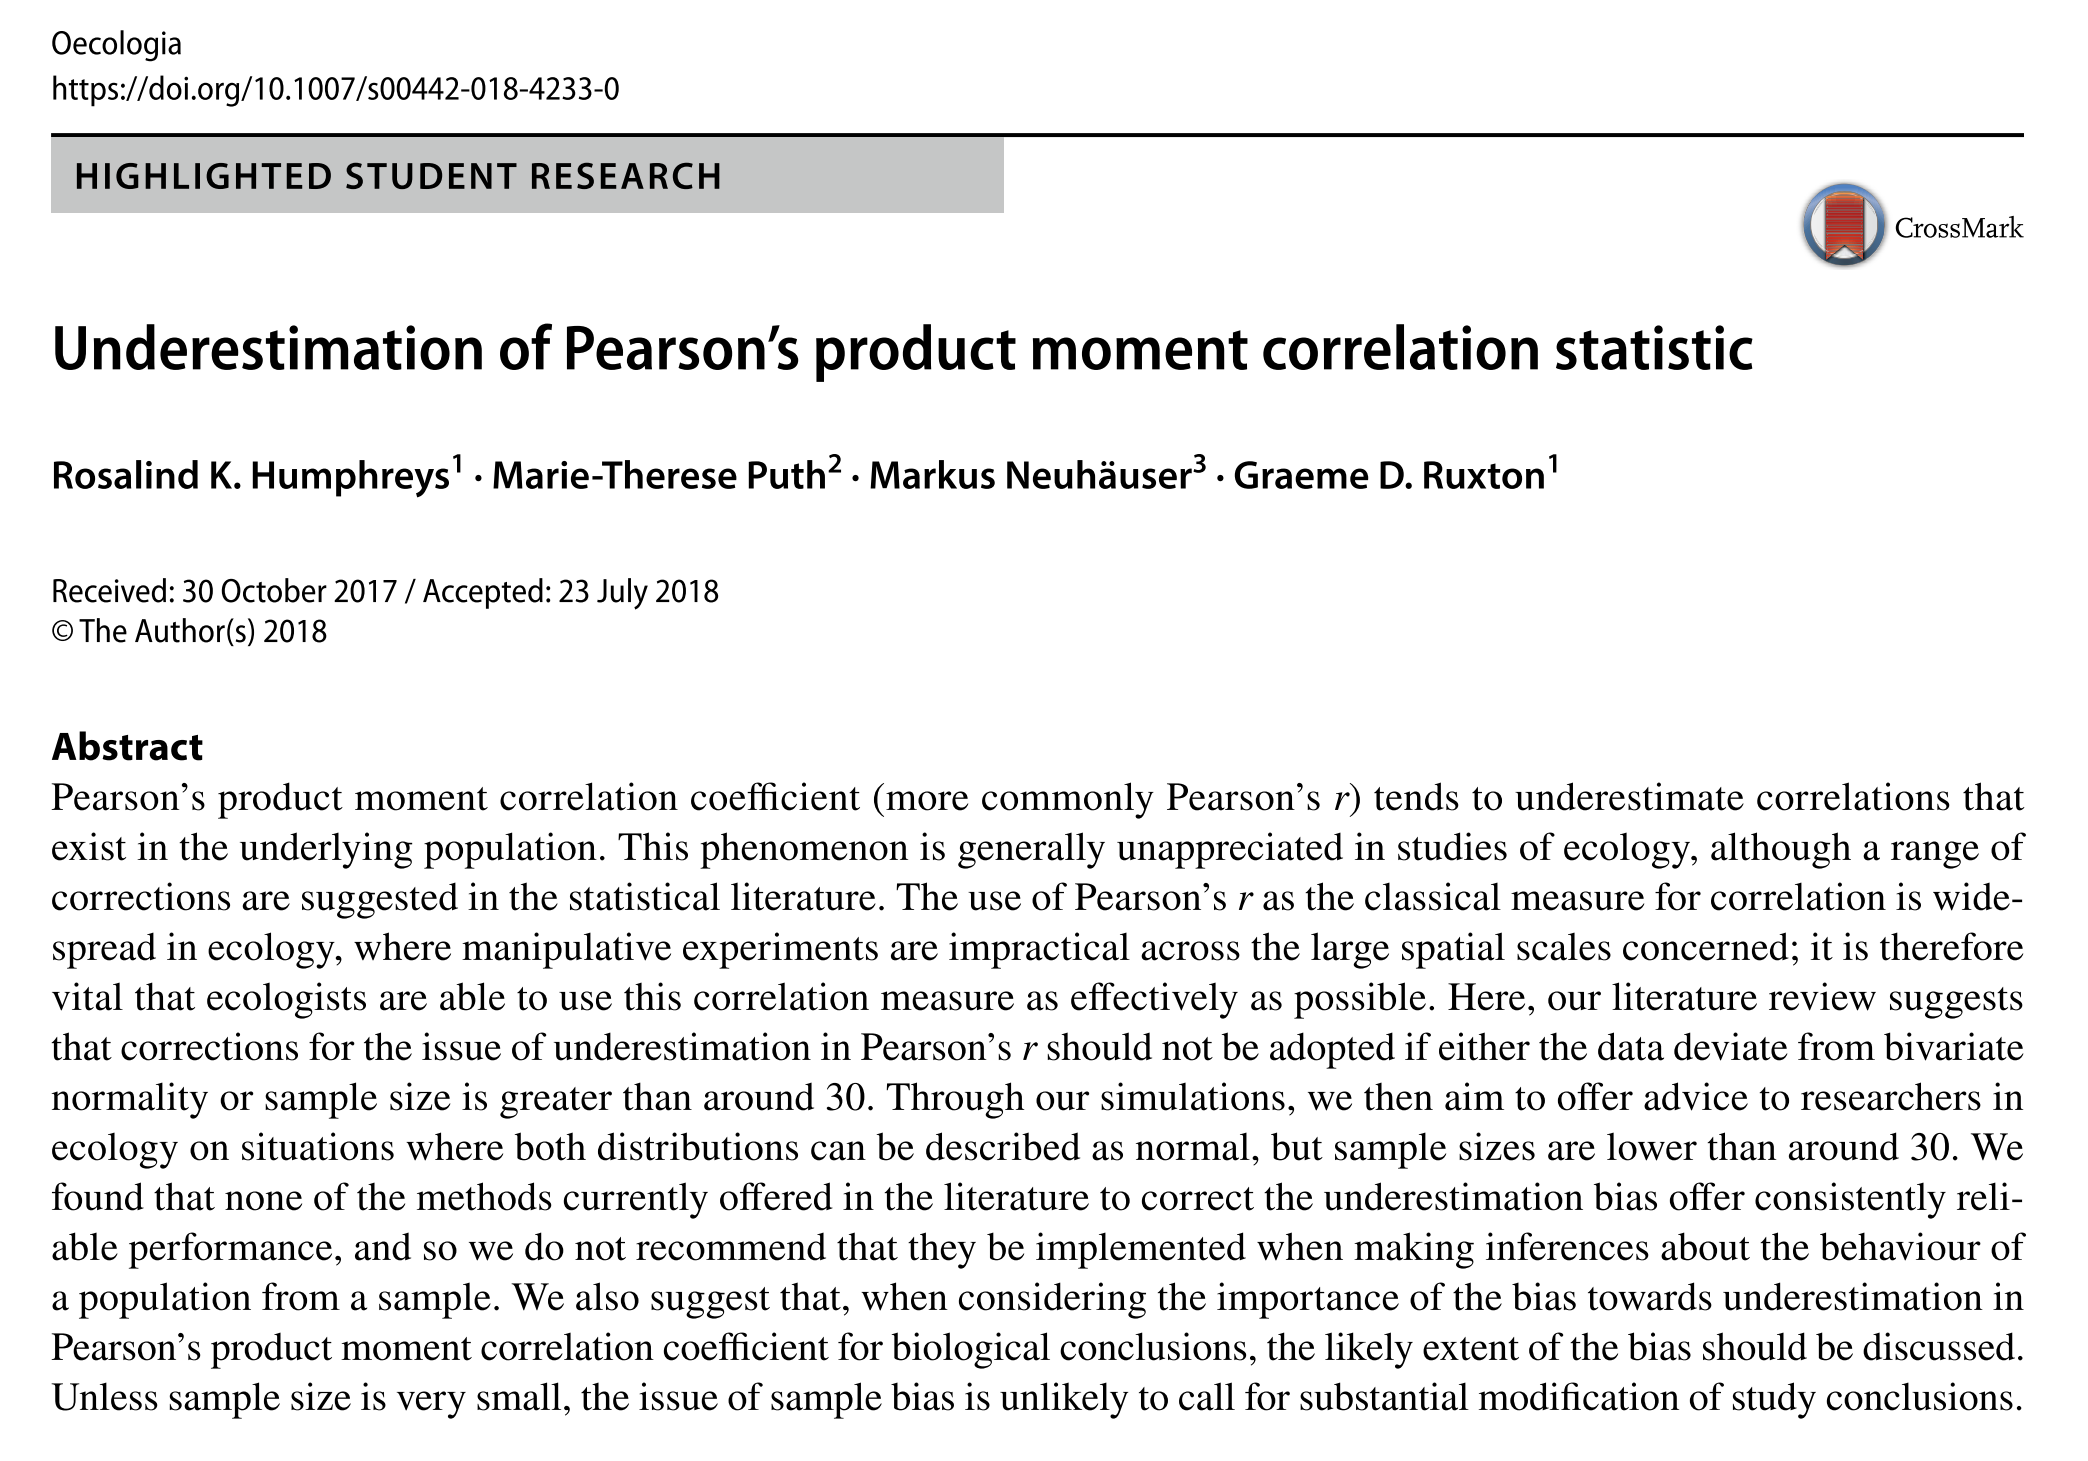 Oecologia
https://doi.org/10.1007/s00442-018-4233-0
HIGHLIGHTED STUDENT RESEARCH
CrossMark
Underestimation of Pearson’s product moment correlation statistic
Rosalind K. Humphreys1 · Marie-Therese Puth2 · Markus Neuhäuser3 · Graeme D. Ruxton1
Received: 30 October 2017 / Accepted: 23 July 2018
© The Author(s) 2018
Abstract
Pearson’s product moment correlation coefficient (more commonly Pearson’s r) tends to underestimate correlations that
exist in the underlying population. This phenomenon is generally unappreciated in studies of ecology, although a range of
corrections are suggested in the statistical literature. The use of Pearson’s r as the classical measure for correlation is wide-
spread in ecology, where manipulative experiments are impractical across the large spatial scales concerned; it is therefore
vital that ecologists are able to use this correlation measure as effectively as possible. Here, our literature review suggests
that corrections for the issue of underestimation in Pearson’s r should not be adopted if either the data deviate from bivariate
normality or sample size is greater than around 30. Through our simulations, we then aim to offer advice to researchers in
ecology on situations where both distributions can be described as normal, but sample sizes are lower than around 30. We
found that none of the methods currently offered in the literature to correct the underestimation bias offer consistently reli-
able performance, and so we do not recommend that they be implemented when making inferences about the behaviour of
a population from a sample. We also suggest that, when considering the importance of the bias towards underestimation in
Pearson’s product moment correlation coefficient for biological conclusions, the likely extent of the bias should be discussed.
Unless sample size is very small, the issue of sample bias is unlikely to call for substantial modification of study conclusions.